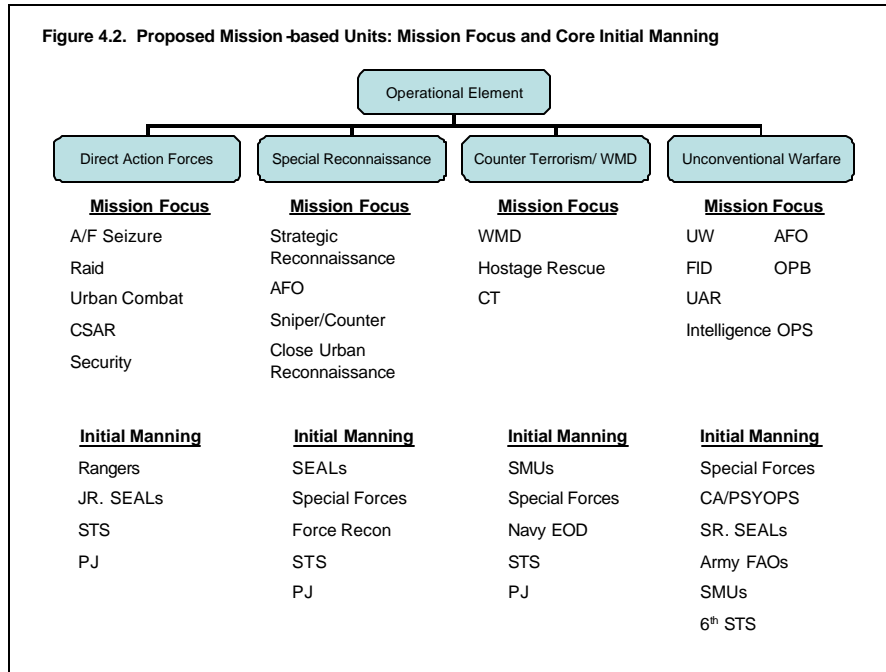 Figure 4.2. Proposed Mission-based Units: Mission Focus and Core Initial Manning
Operational Element
Direct Action Forces
Special Reconnaissance
Counter Terrorism/ WMD
Unconventional Warfare
Mission Focus
A/F Seizure
Raid
Urban Combat
CSAR
Security
Mission Focus
Strategic
Reconnaissance
AFO
Sniper/Counter
Close Urban
Reconnaissance
Mission Focus
WMD
Hostage Rescue
CT
Mission Focus
UW AFO
FID OPB
UAR
Intelligence OPS
Initial Manning
Rangers
JR. SEALs
STS
PJ
Initial Manning
SEALs
Special Forces
Force Recon
STS
PJ
Initial Manning
SMUs
Special Forces
Navy EOD
STS
PJ
Initial Manning
Special Forces
CA/PSYOPS
SR. SEALs
Army FAOs
SMUs
6th STS